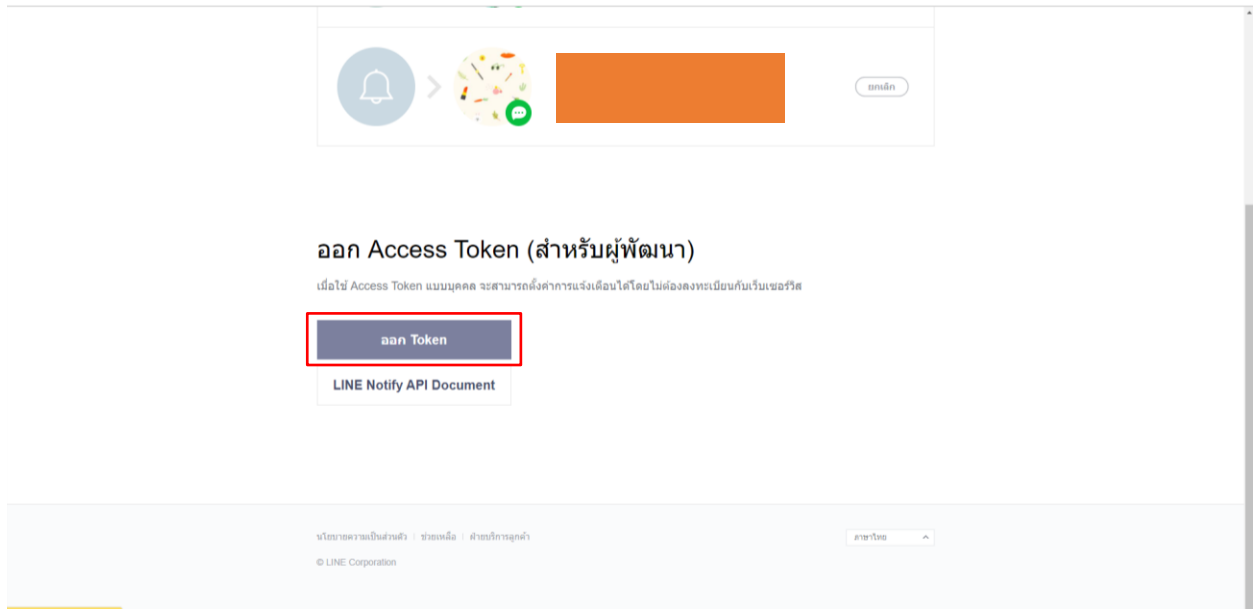 ยกเลิก
ออก Access Token (สำหรับผู้พัฒนา)
เมื่อใช้ Access Token แบบบุคคล จะสามารถตั้งค่าการแจ้งเตือนได้โดยไม่ต้องลงทะเบียนกับเว็บเซอร์วิส
ออก Token
LINE Notify API Document
นโยบายความเป็นส่วนตัว | ช่วยเหลือ | ฝ่ายบริการลูกค้า
ภาษาไทย
© LINE Corporation